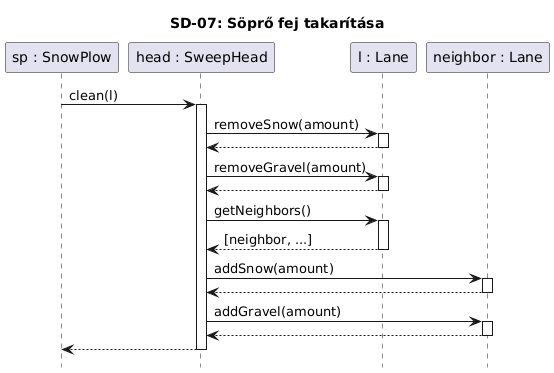 SD-07: Söprő fej takarítása
sp : SnowPlow
head : SweepHead
l : Lane
neighbor : Lane
clean(l)
removeSnow(amount)
removeGravel(amount)
getNeighbors()
[neighbor, ...]
addSnow(amount)
addGravel(amount)